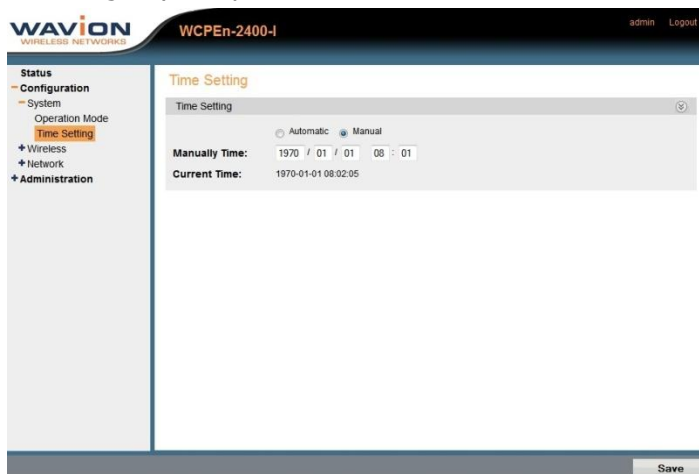 WAVION
WIRELESS NETWORKS
WCPEn-2400-I
admin Logout
Status
Configuration
System
Operation Mode
Time Setting
Wireless
Network
Administration
Time Setting
Time Setting
Automatic Manual
Manually Time: 1970 / 01 / 01 08 : 01
Current Time: 1970-01-01 08:02:05
Save